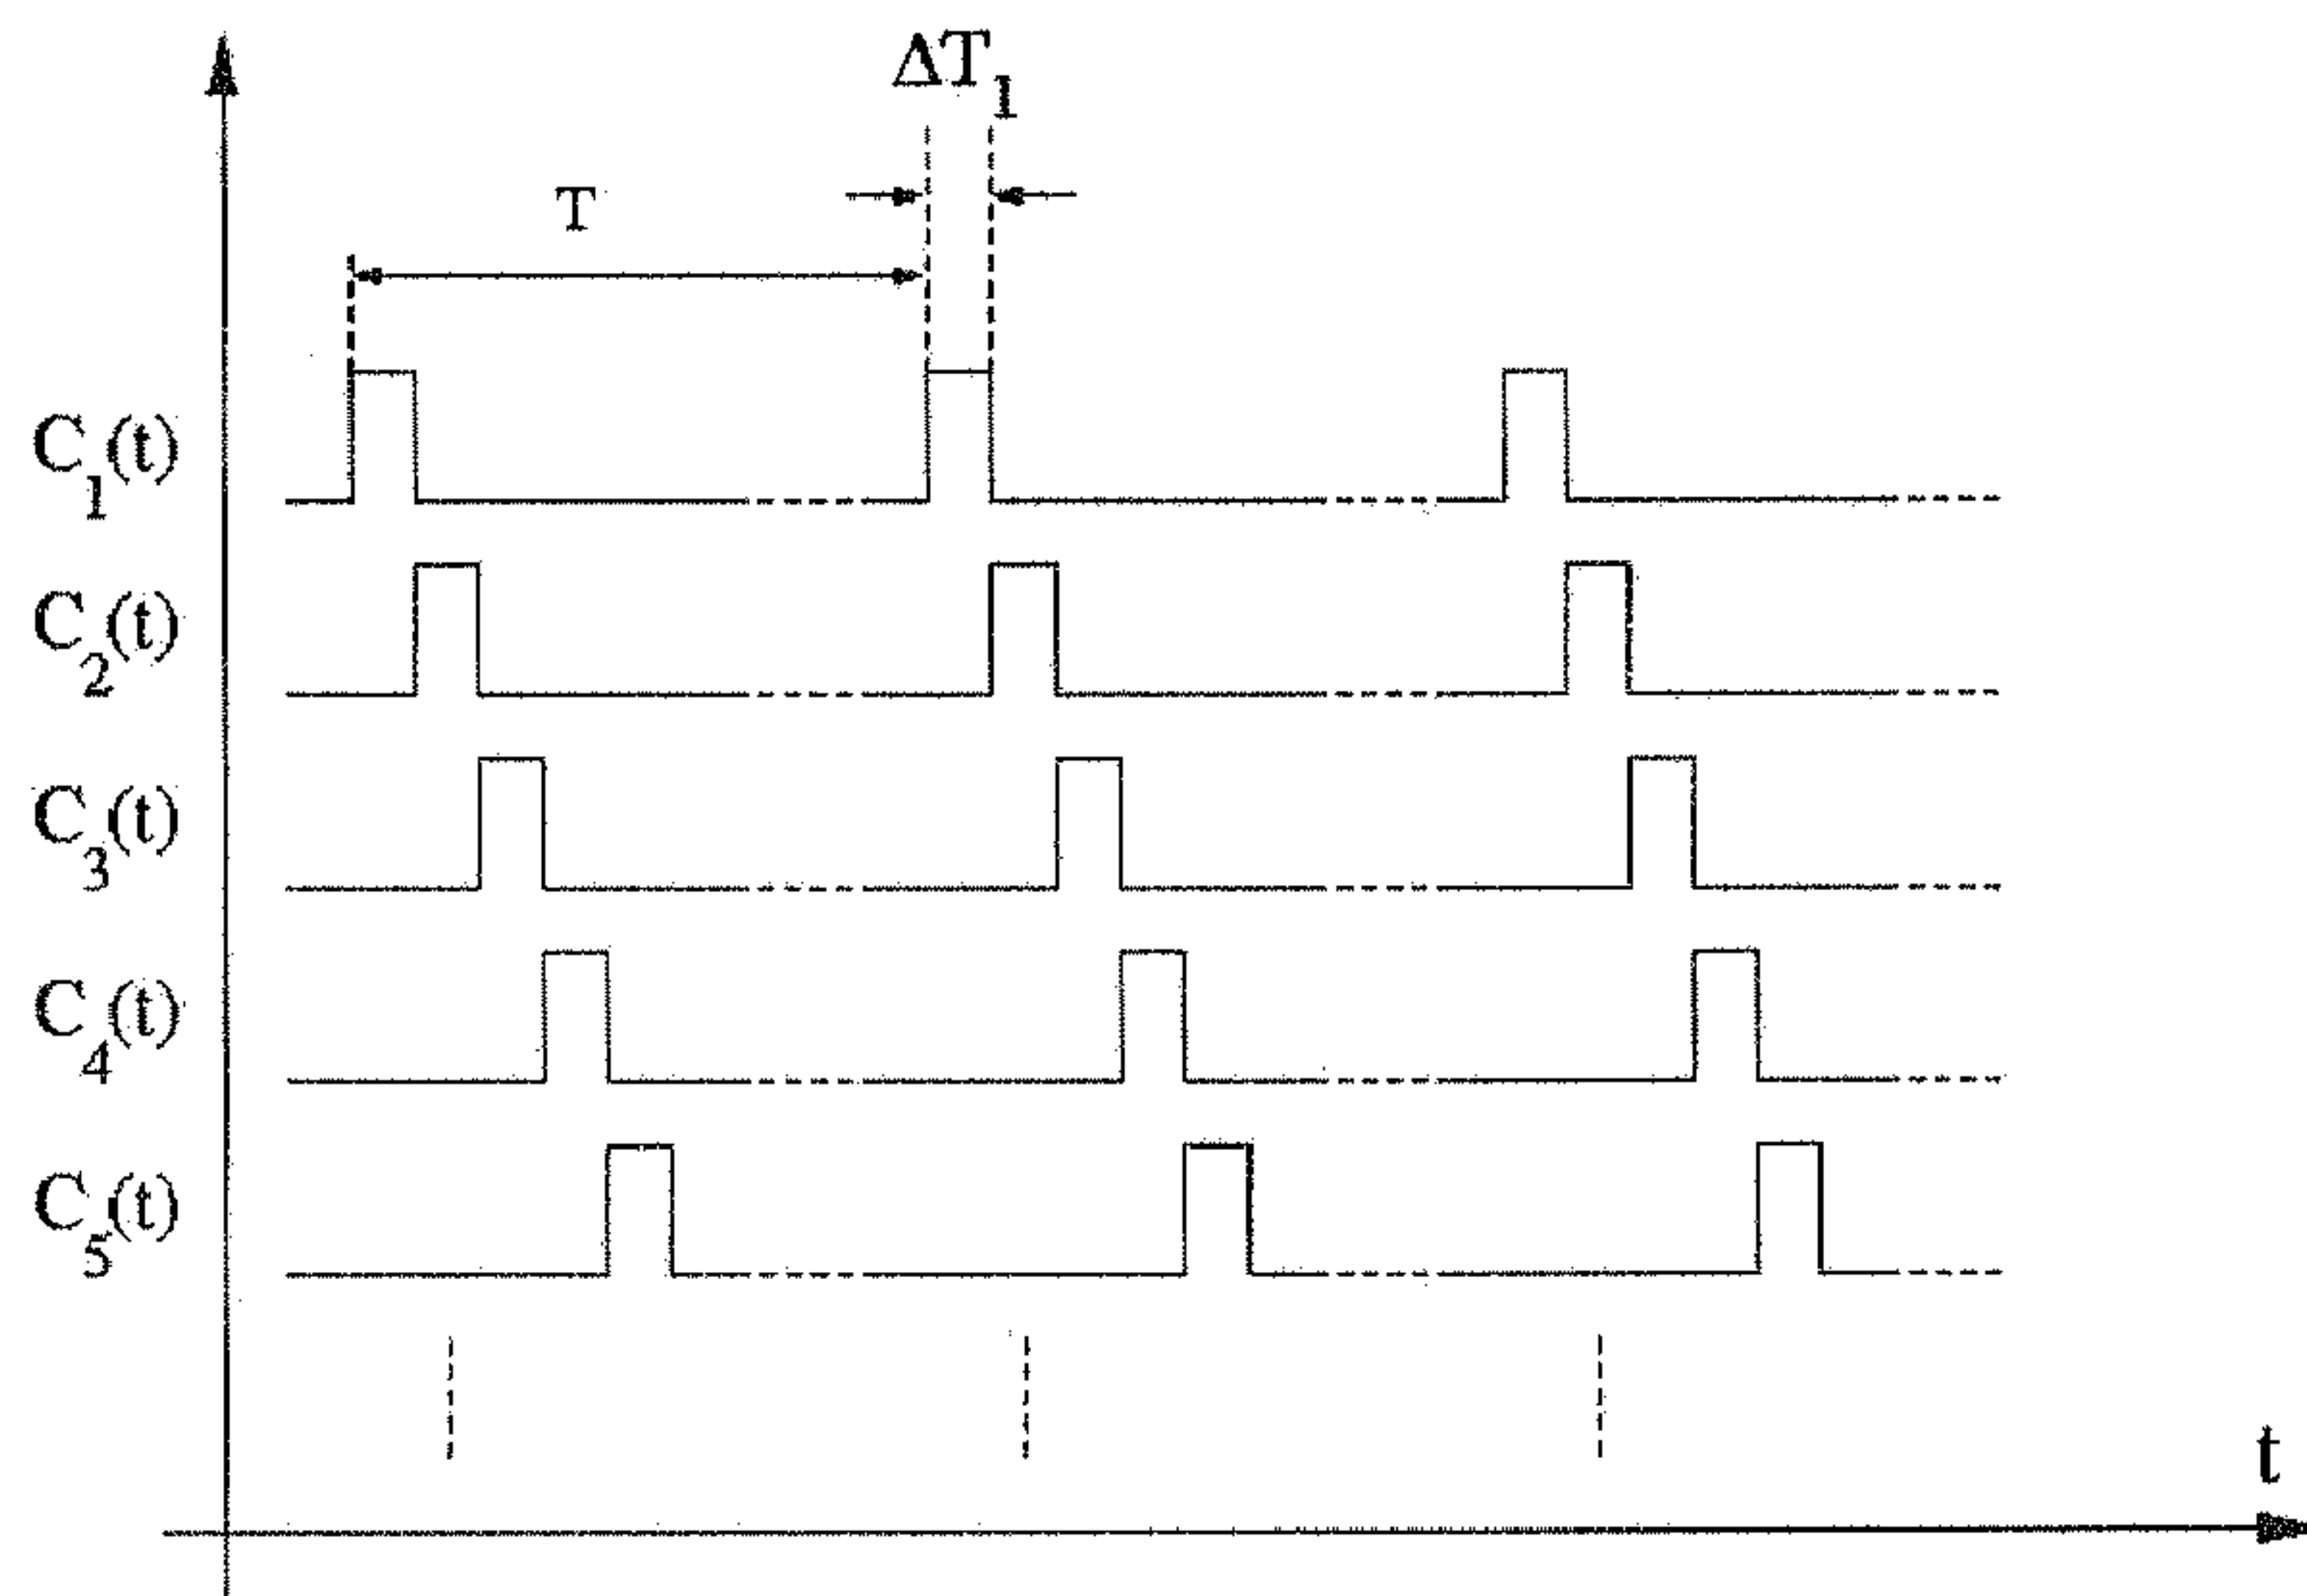 ΔT₁
T
C₁(t)
C₂(t)
C₃(t)
C₄(t)
C₅(t)
t